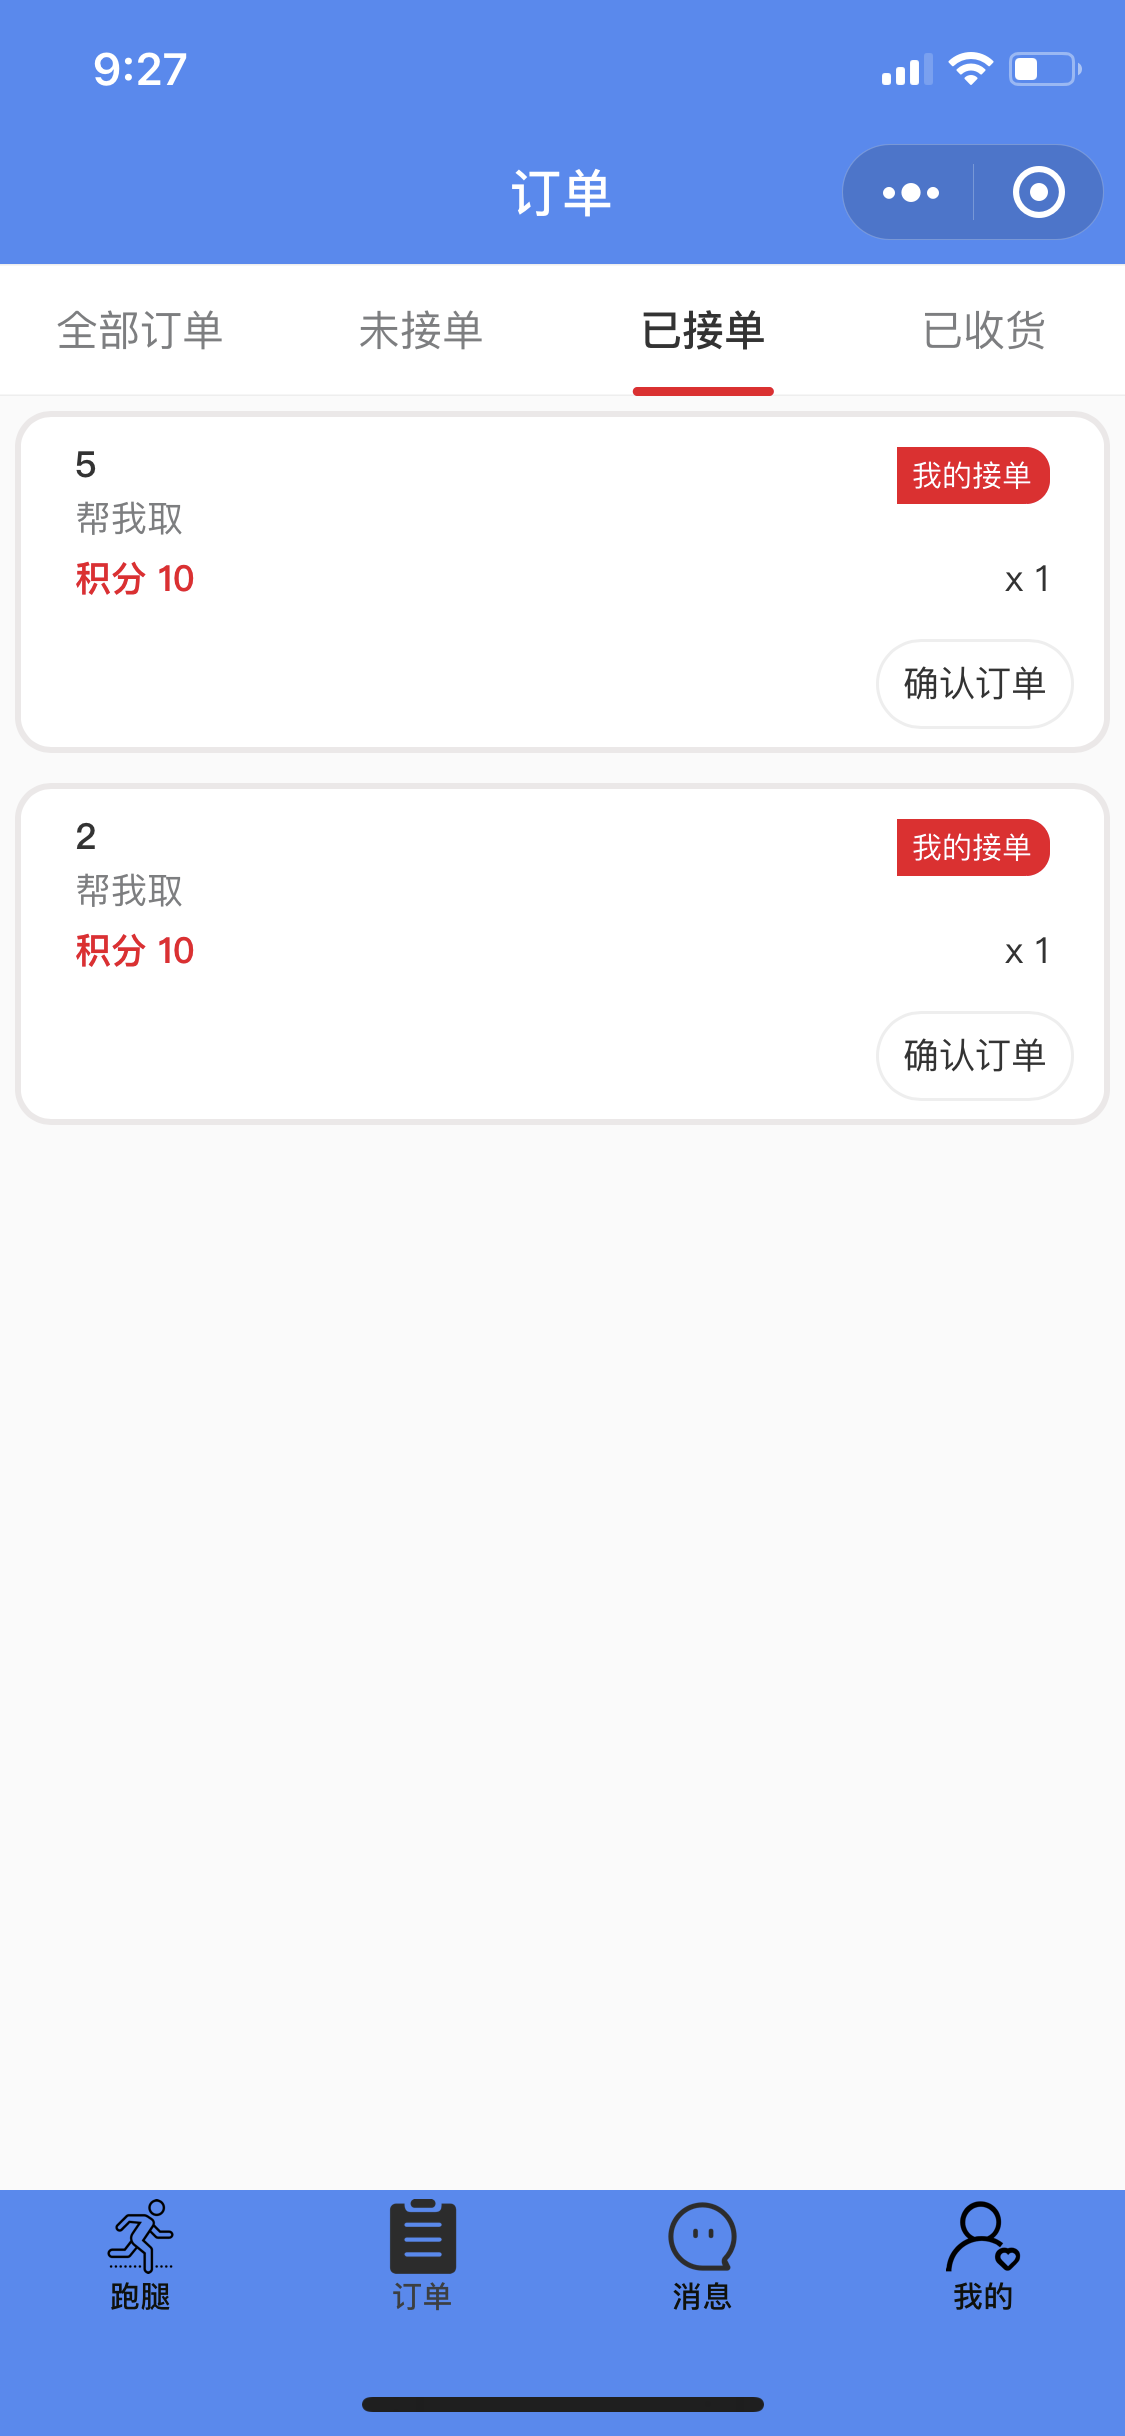 9:27
订单
全部订单 未接单 已接单 已收货
5 我的接单
帮我取
积分 10 x 1
确认订单
2 我的接单
帮我取
积分 10 x 1
确认订单
跑腿 订单 消息 我的